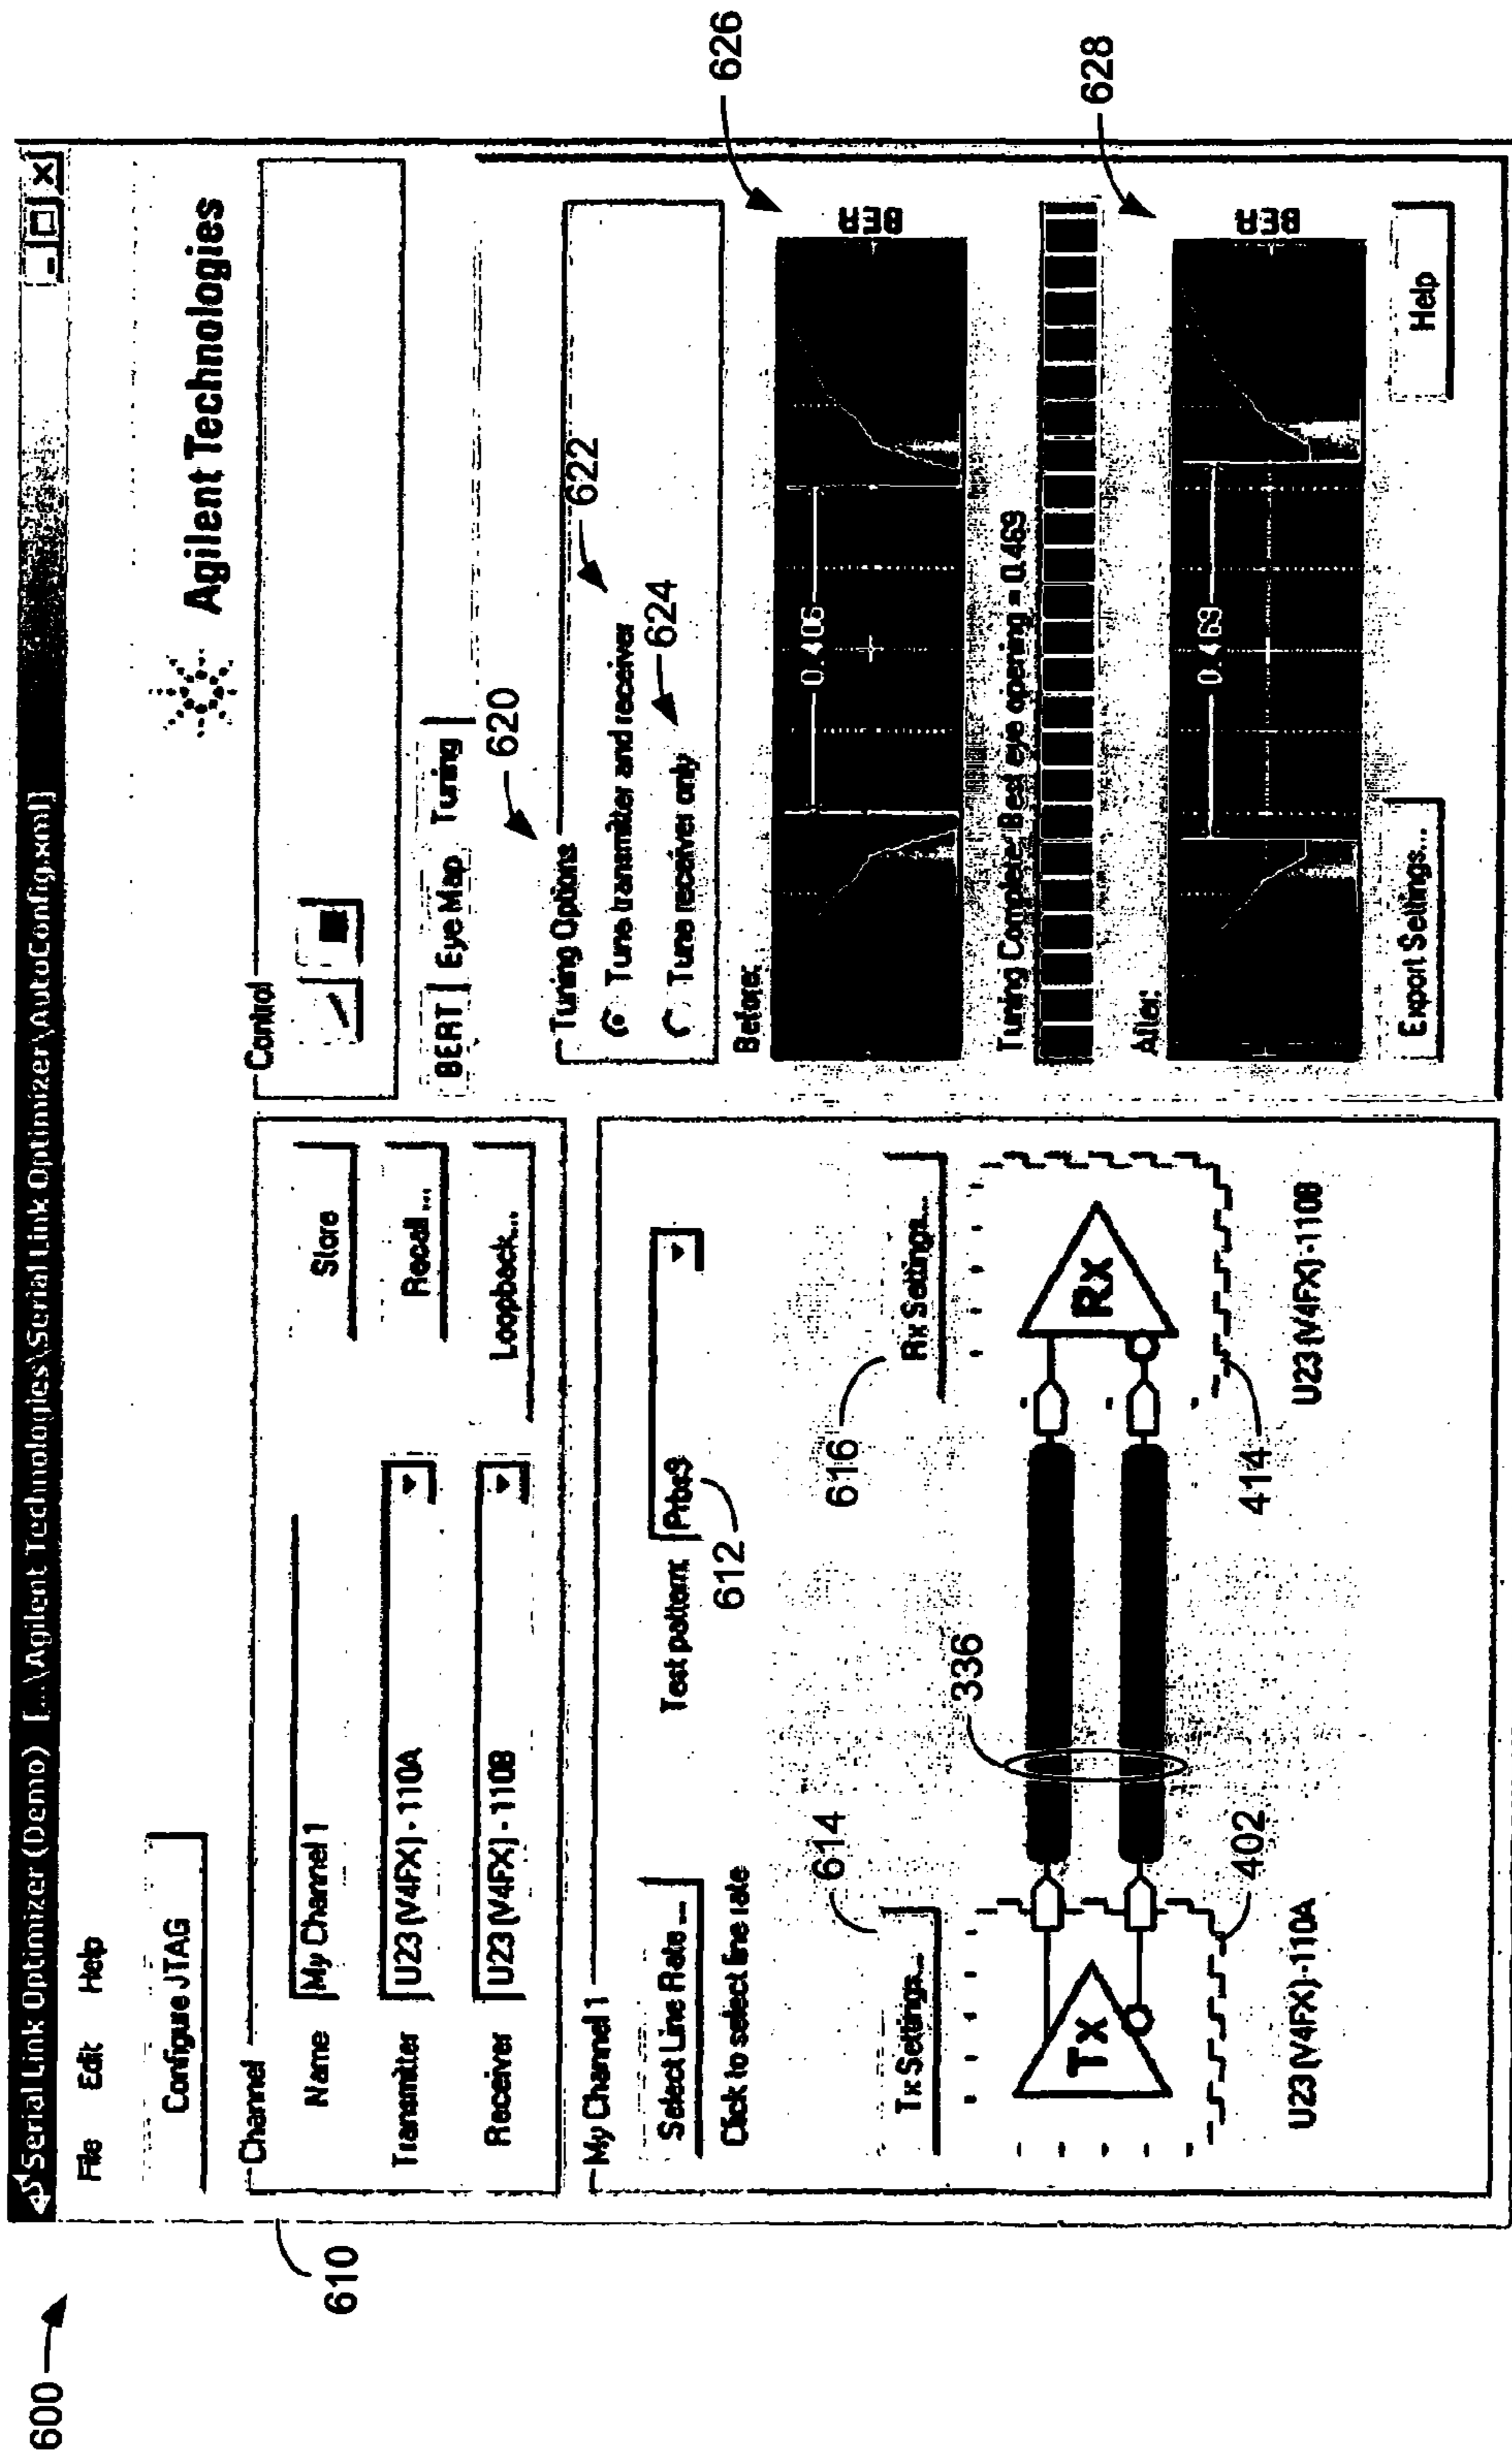 600
Serial Link Optimizer (Demo) [...\Agilent Technologies\Serial Link Optimizer\AutoConfig.xml]
File Edit Help
Configure JTAG
Agilent Technologies
610
Channel
Name My Channel 1 Store
Transmitter U23 (V4FX) - 110A Recall ...
Receiver U23 (V4FX) - 110B Loopback...
My Channel 1
Select Line Rate ... Test pattern Prbs9
Click to select line rate 612
614 616
Tx Settings... 336 Rx Settings...
Tx Rx
402 414
U23 (V4FX)-110A U23 (V4FX)-110B
Control
BERT Eye Map Tuning
620
Tuning Options 622
Tune transmitter and receiver
Tune receiver only 624
Before: 626
0.406
BER
Tuning Complete: Best eye opening = 0.469
After: 628
0.469
BER
Export Settings... Help